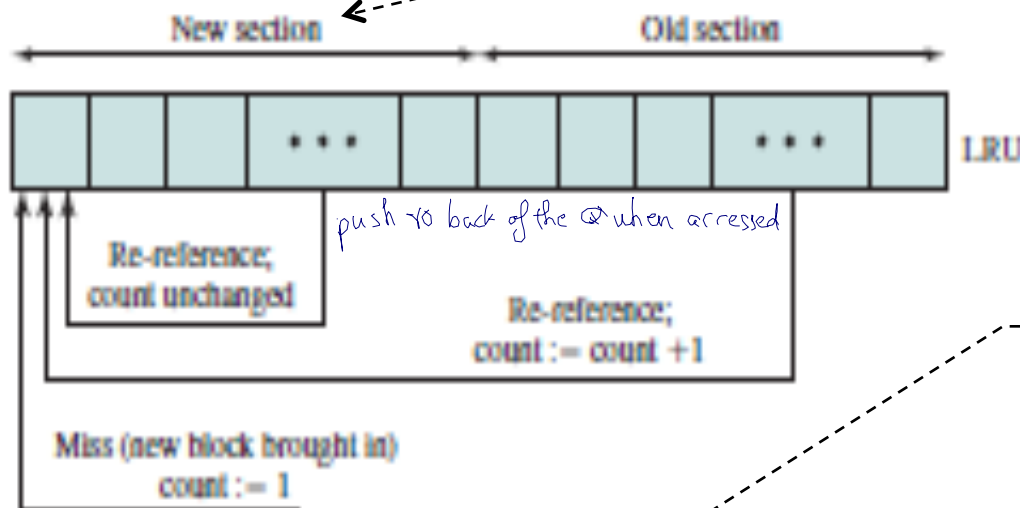 New section Old section
LRU
push to back of the Q when accessed
Re-reference;
count unchanged
Re-reference;
count := count +1
Miss (new block brought in)
count := 1